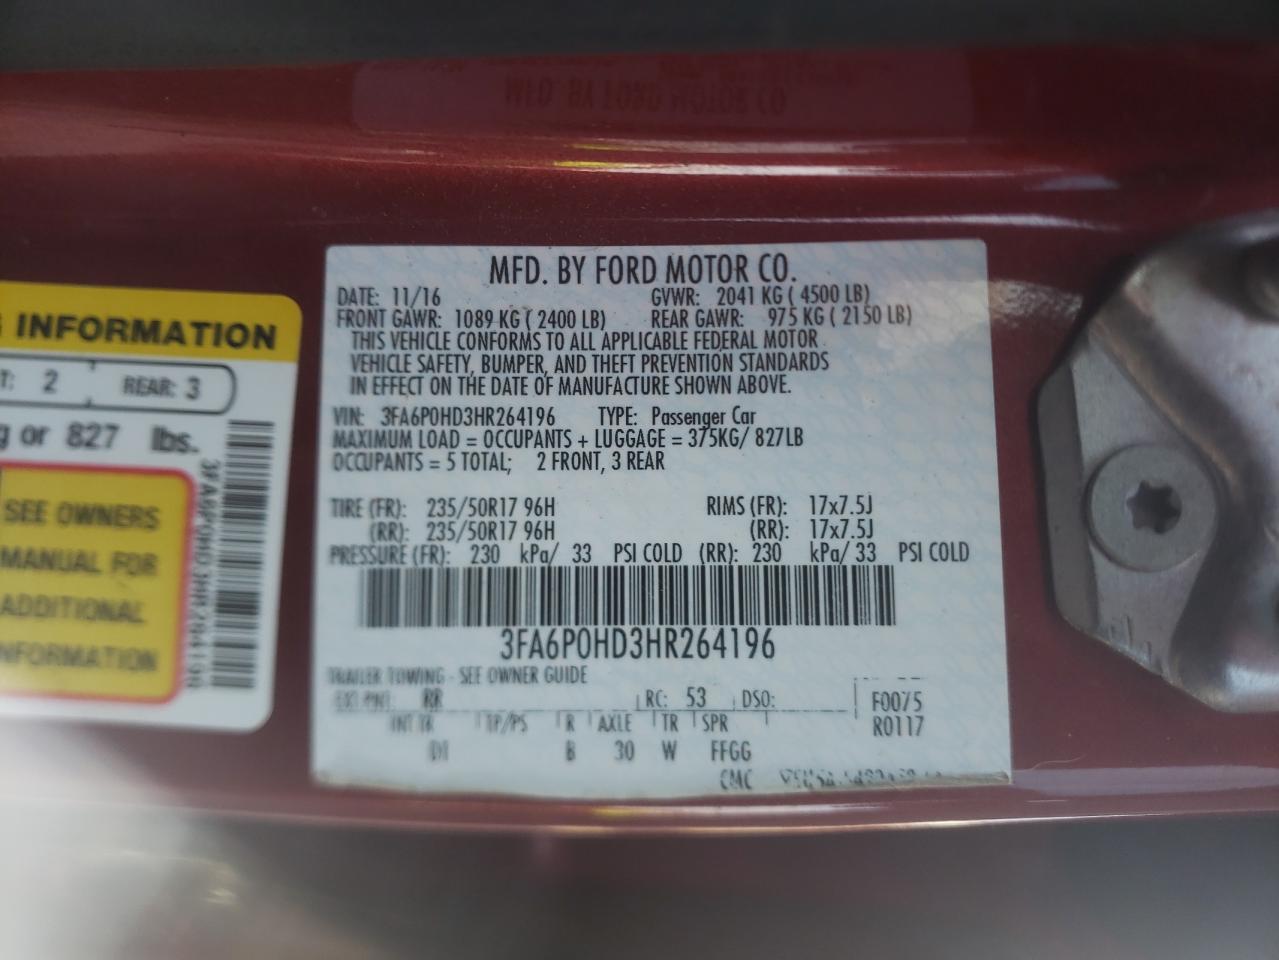 MFD. BY FORD MOTOR CO.
DATE: 11/16 GVWR: 2041 KG ( 4500 LB)
FRONT GAWR: 1089 KG ( 2400 LB) REAR GAWR: 975 KG ( 2150 LB)
THIS VEHICLE CONFORMS TO ALL APPLICABLE FEDERAL MOTOR
VEHICLE SAFETY, BUMPER, AND THEFT PREVENTION STANDARDS
IN EFFECT ON THE DATE OF MANUFACTURE SHOWN ABOVE.
VIN: 3FA6P0HD3HR264196 TYPE: Passenger Car
MAXIMUM LOAD = OCCUPANTS + LUGGAGE = 375KG/ 827LB
OCCUPANTS = 5 TOTAL; 2 FRONT, 3 REAR
TIRE (FR): 235/50R17 96H RIMS (FR): 17x7.5J
(RR): 235/50R17 96H (RR): 17x7.5J
PRESSURE (FR): 230 kPa/ 33 PSI COLD (RR): 230 kPa/ 33 PSI COLD
3FA6P0HD3HR264196
TRAILER TOWING - SEE OWNER GUIDE
EXT PNT: RR RC: 53 DSO: F0075
INT TR TP/PS R AXLE TR SPR R0117
DI B 30 W FFGG
CMC
INFORMATION
: 2 REAR: 3
or 827 lbs.
SEE OWNERS
MANUAL FOR
ADDITIONAL
NFORMATION
3FA6P0HD3HR264196